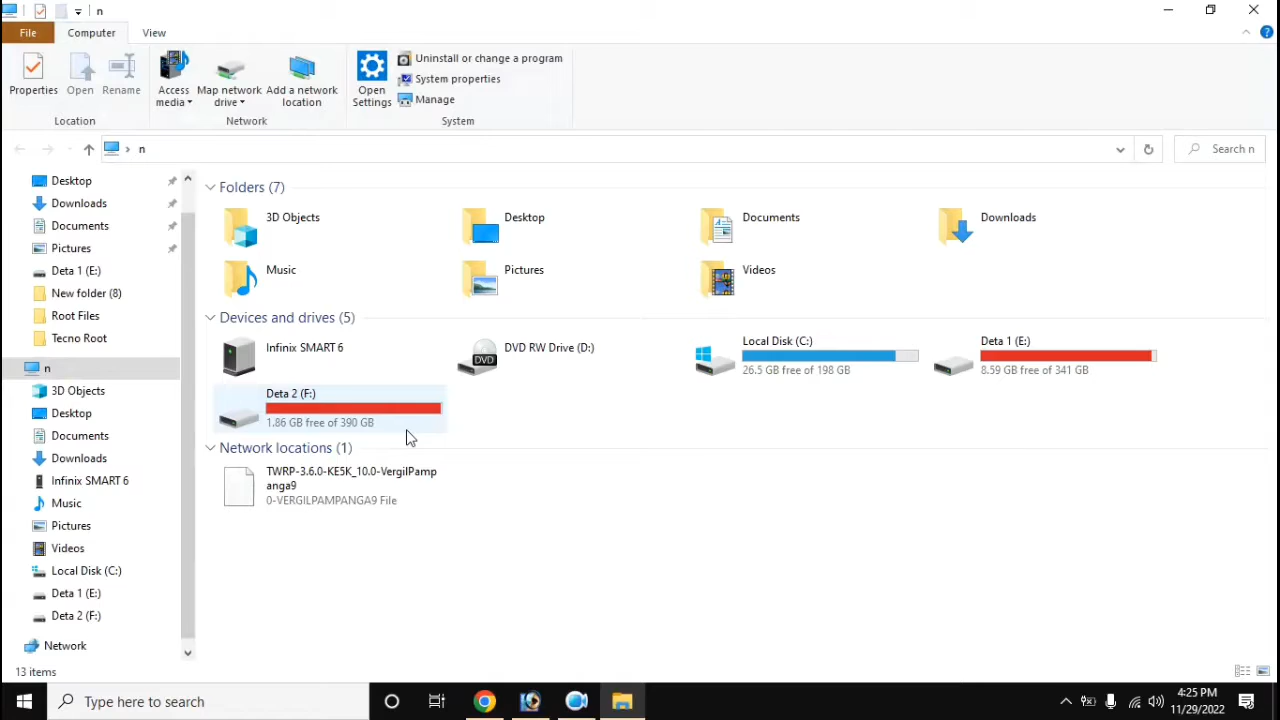 n
File
Computer
View
Properties
Open
Rename
Access
media
Map network
drive
Add a network
location
Open
Settings
Uninstall or change a program
System properties
Manage
Location
Network
System
n
Search n
Desktop
Downloads
Documents
Pictures
Deta 1 (E:)
New folder (8)
Root Files
Tecno Root
n
3D Objects
Desktop
Documents
Downloads
Infinix SMART 6
Music
Pictures
Videos
Local Disk (C:)
Deta 1 (E:)
Deta 2 (F:)
Network
Folders (7)
3D Objects
Desktop
Documents
Downloads
Music
Pictures
Videos
Devices and drives (5)
Infinix SMART 6
DVD RW Drive (D:)
DVD
Local Disk (C:)
26.5 GB free of 198 GB
Deta 1 (E:)
8.59 GB free of 341 GB
Deta 2 (F:)
1.86 GB free of 390 GB
Network locations (1)
TWRP-3.6.0-KE5K_10.0-VergilPamp
anga9
0-VERGILPAMPANGA9 File
13 items
Type here to search
4:25 PM
11/29/2022